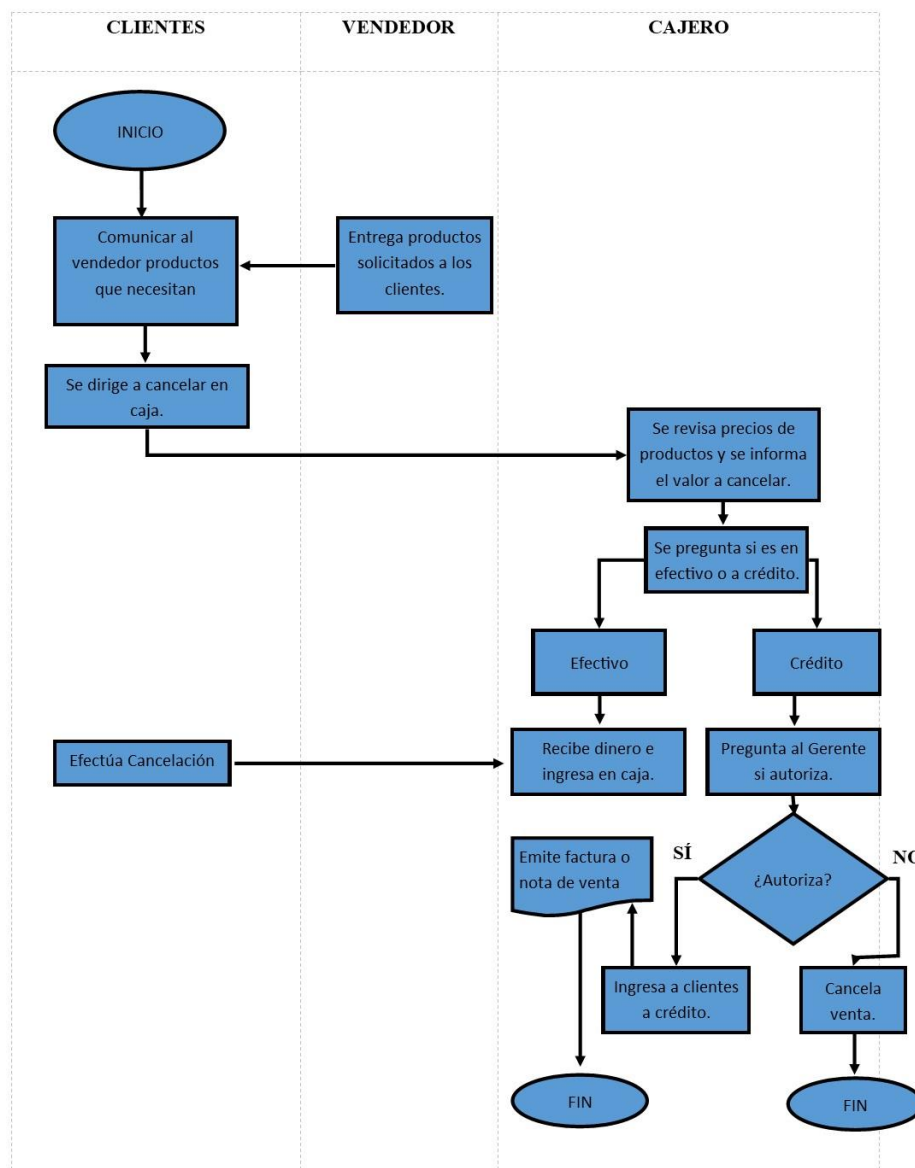 CLIENTES
VENDEDOR
CAJERO
INICIO
Comunicar al
vendedor productos
que necesitan
Entrega productos
solicitados a los
clientes.
Se dirige a cancelar en
caja.
Se revisa precios de
productos y se informa
el valor a cancelar.
Se pregunta si es en
efectivo o a crédito.
Efectivo
Crédito
Efectúa Cancelación
Recibe dinero e
ingresa en caja.
Pregunta al Gerente
si autoriza.
Emite factura o
nota de venta
SÍ
¿Autoriza?
NO
Ingresa a clientes
a crédito.
Cancela
venta.
FIN
FIN